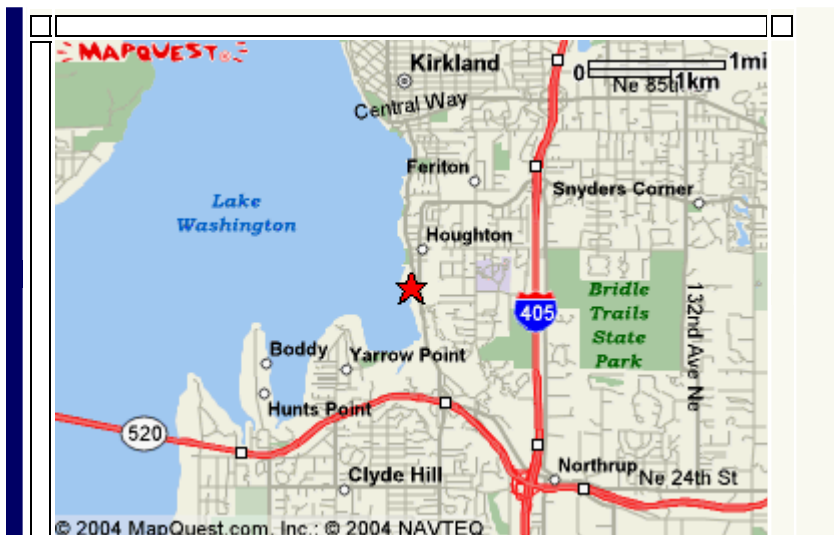 MAPQUEST
Kirkland
1mi
0
1km
Ne 85th
Central Way
Feriton
Snyders Corner
Lake
Washington
Houghton
Bridle
Trails
State
Park
405
132nd Ave Ne
Boddy
Yarrow Point
Hunts Point
520
Clyde Hill
Northrup
Ne 24th St
© 2004 MapQuest.com, Inc.; © 2004 NAVTEQ